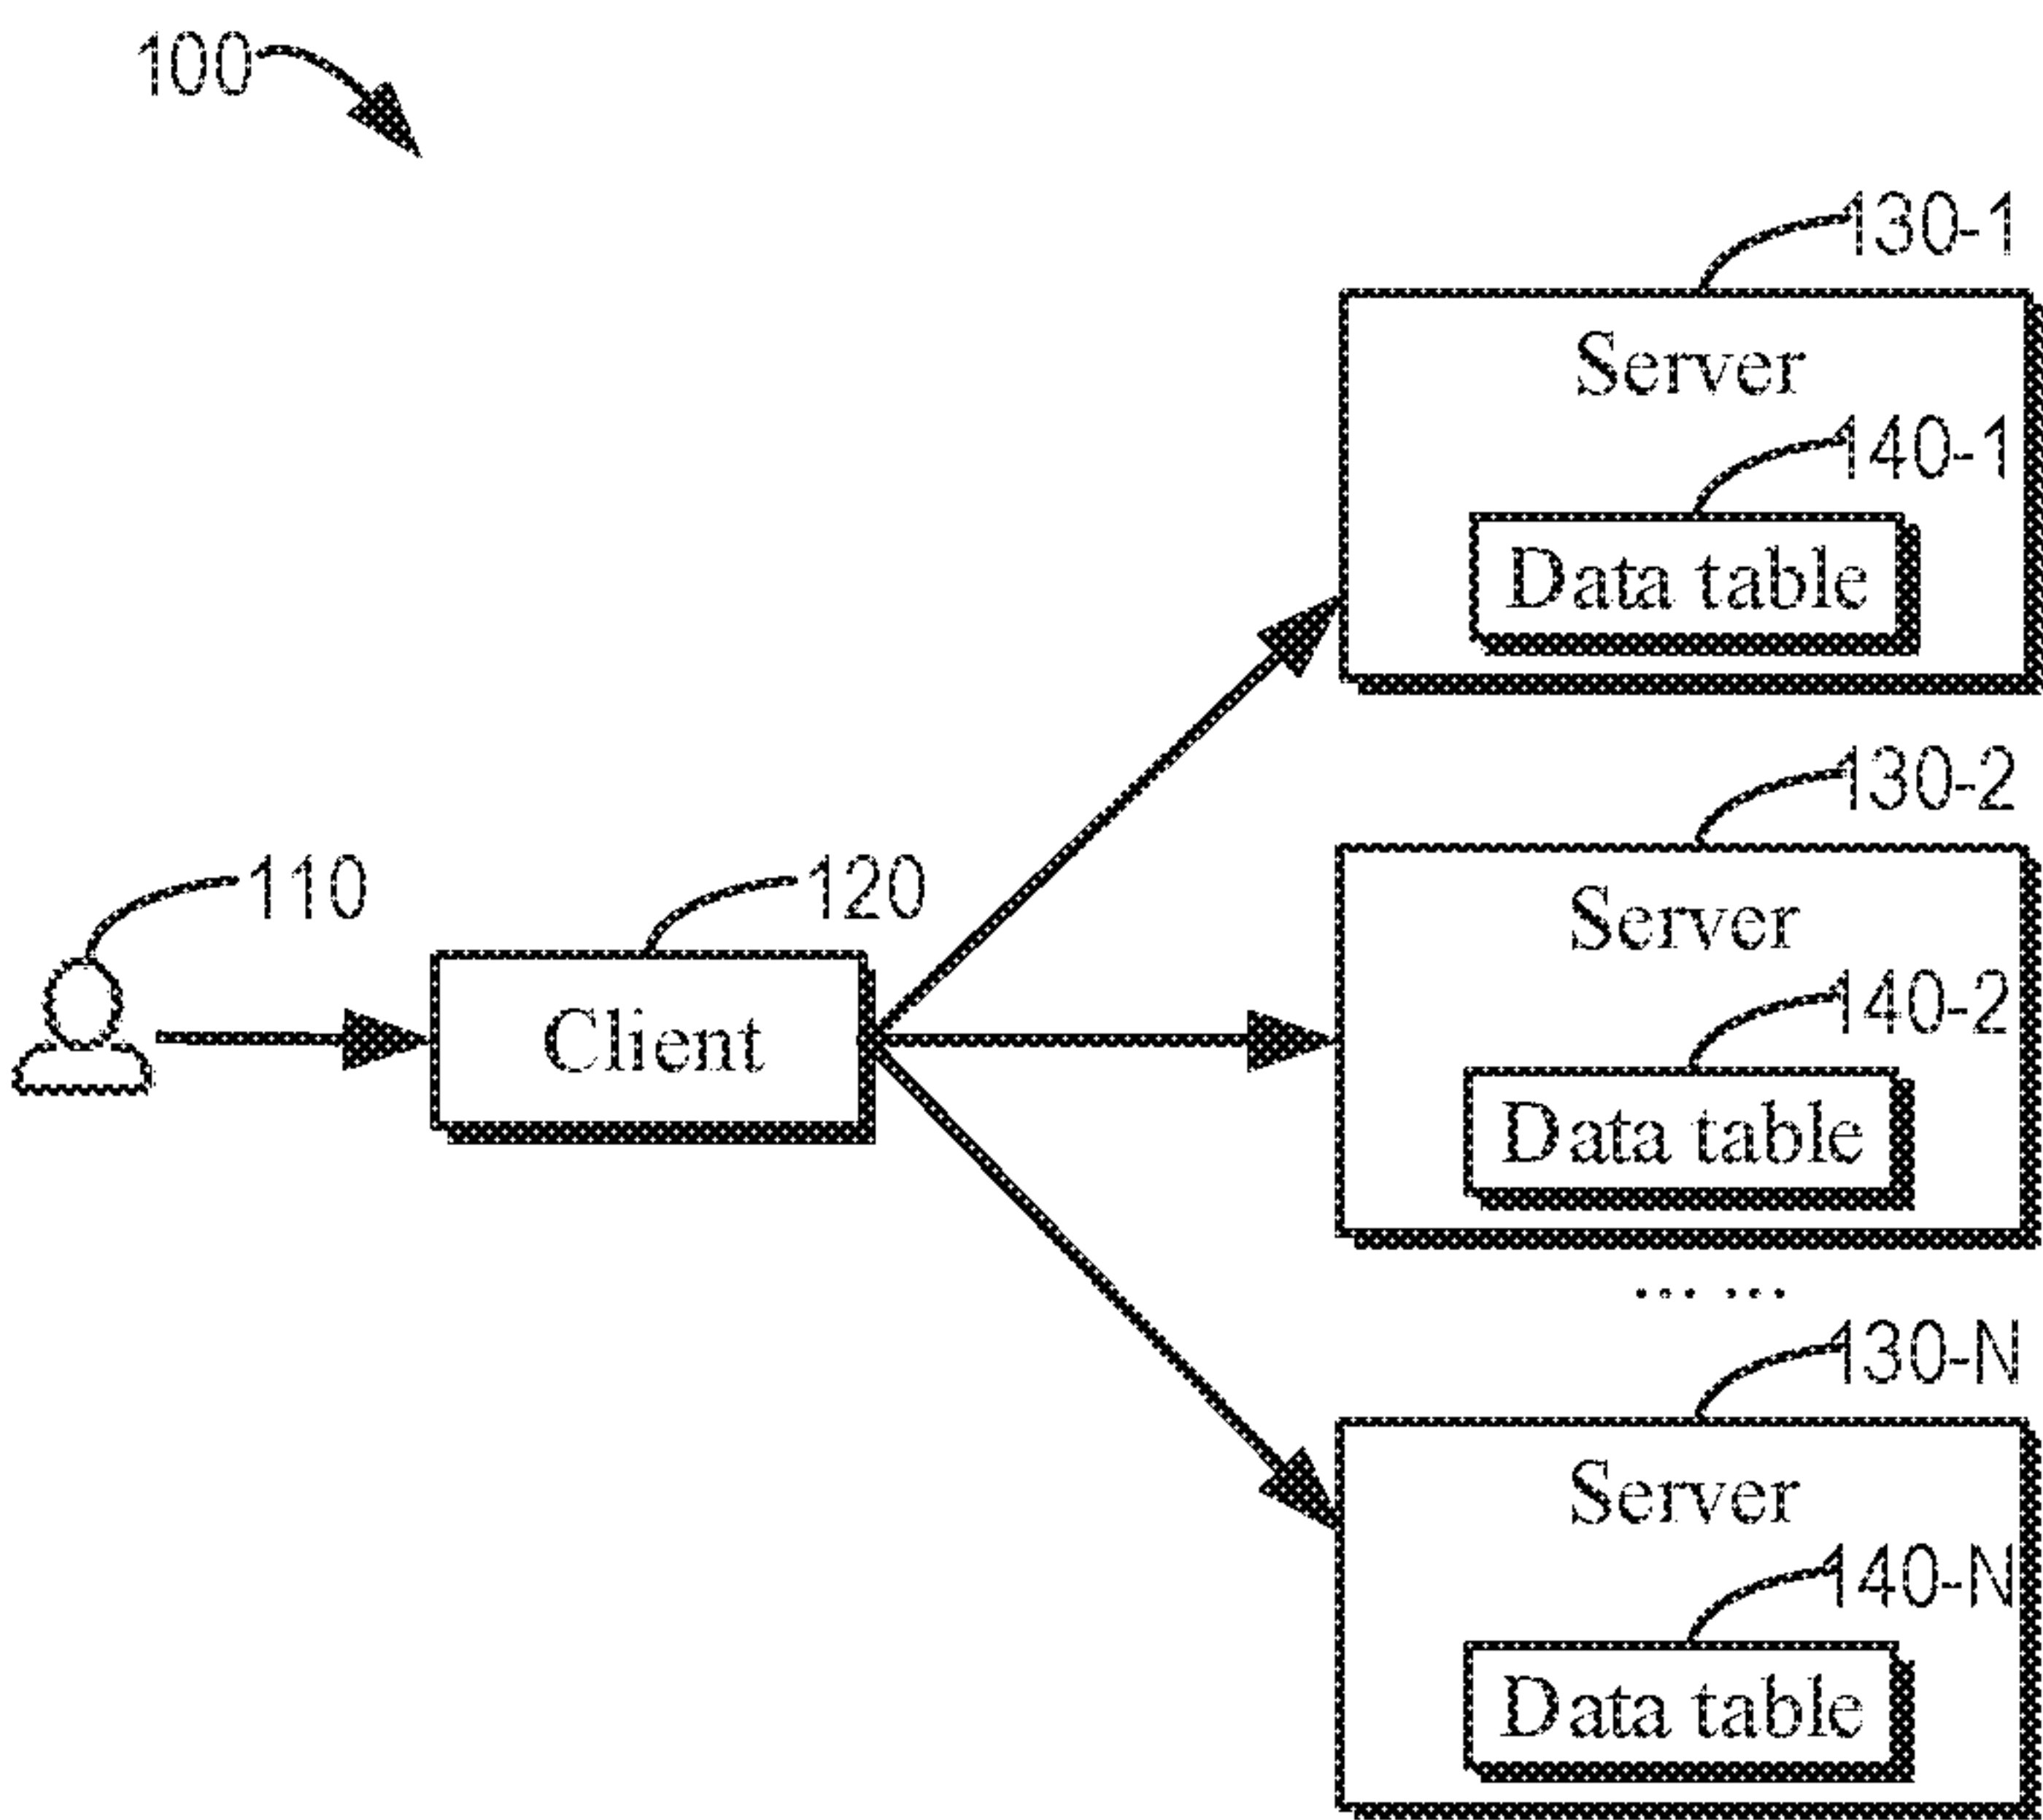 100
130-1
Server
140-1
Data table
130-2
110
120
Server
140-2
Client
Data table
... ...
130-N
Server
140-N
Data table